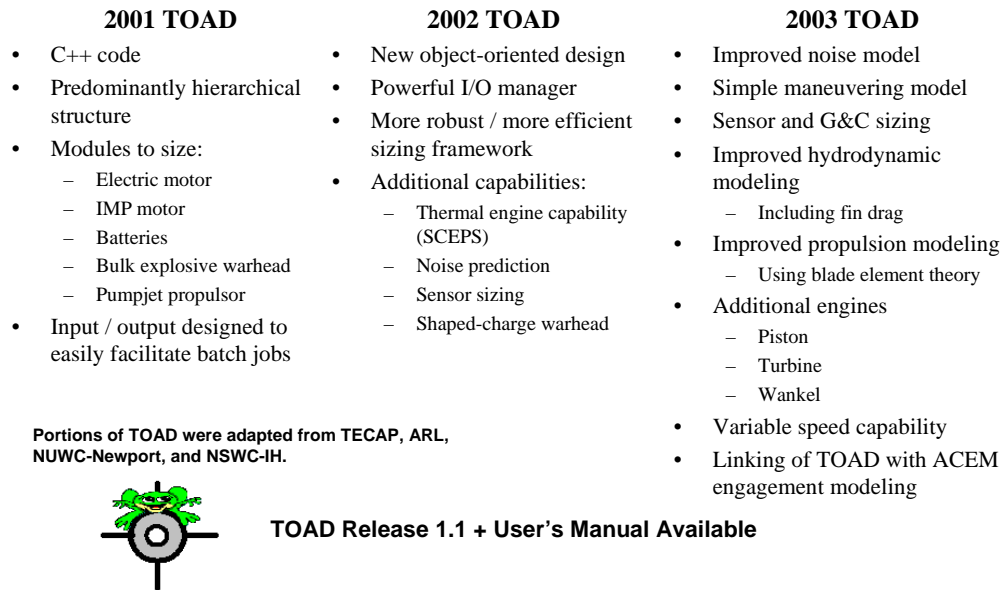 2001 TOAD
• C++ code
• Predominantly hierarchical
structure
• Modules to size:
– Electric motor
– IMP motor
– Batteries
– Bulk explosive warhead
– Pumpjet propulsor
• Input / output designed to
easily facilitate batch jobs
2002 TOAD
• New object-oriented design
• Powerful I/O manager
• More robust / more efficient
sizing framework
• Additional capabilities:
– Thermal engine capability
(SCEPS)
– Noise prediction
– Sensor sizing
– Shaped-charge warhead
2003 TOAD
• Improved noise model
• Simple maneuvering model
• Sensor and G&C sizing
• Improved hydrodynamic
modeling
– Including fin drag
• Improved propulsion modeling
– Using blade element theory
• Additional engines
– Piston
– Turbine
– Wankel
• Variable speed capability
• Linking of TOAD with ACEM
engagement modeling
Portions of TOAD were adapted from TECAP, ARL,
NUWC-Newport, and NSWC-IH.
TOAD Release 1.1 + User's Manual Available